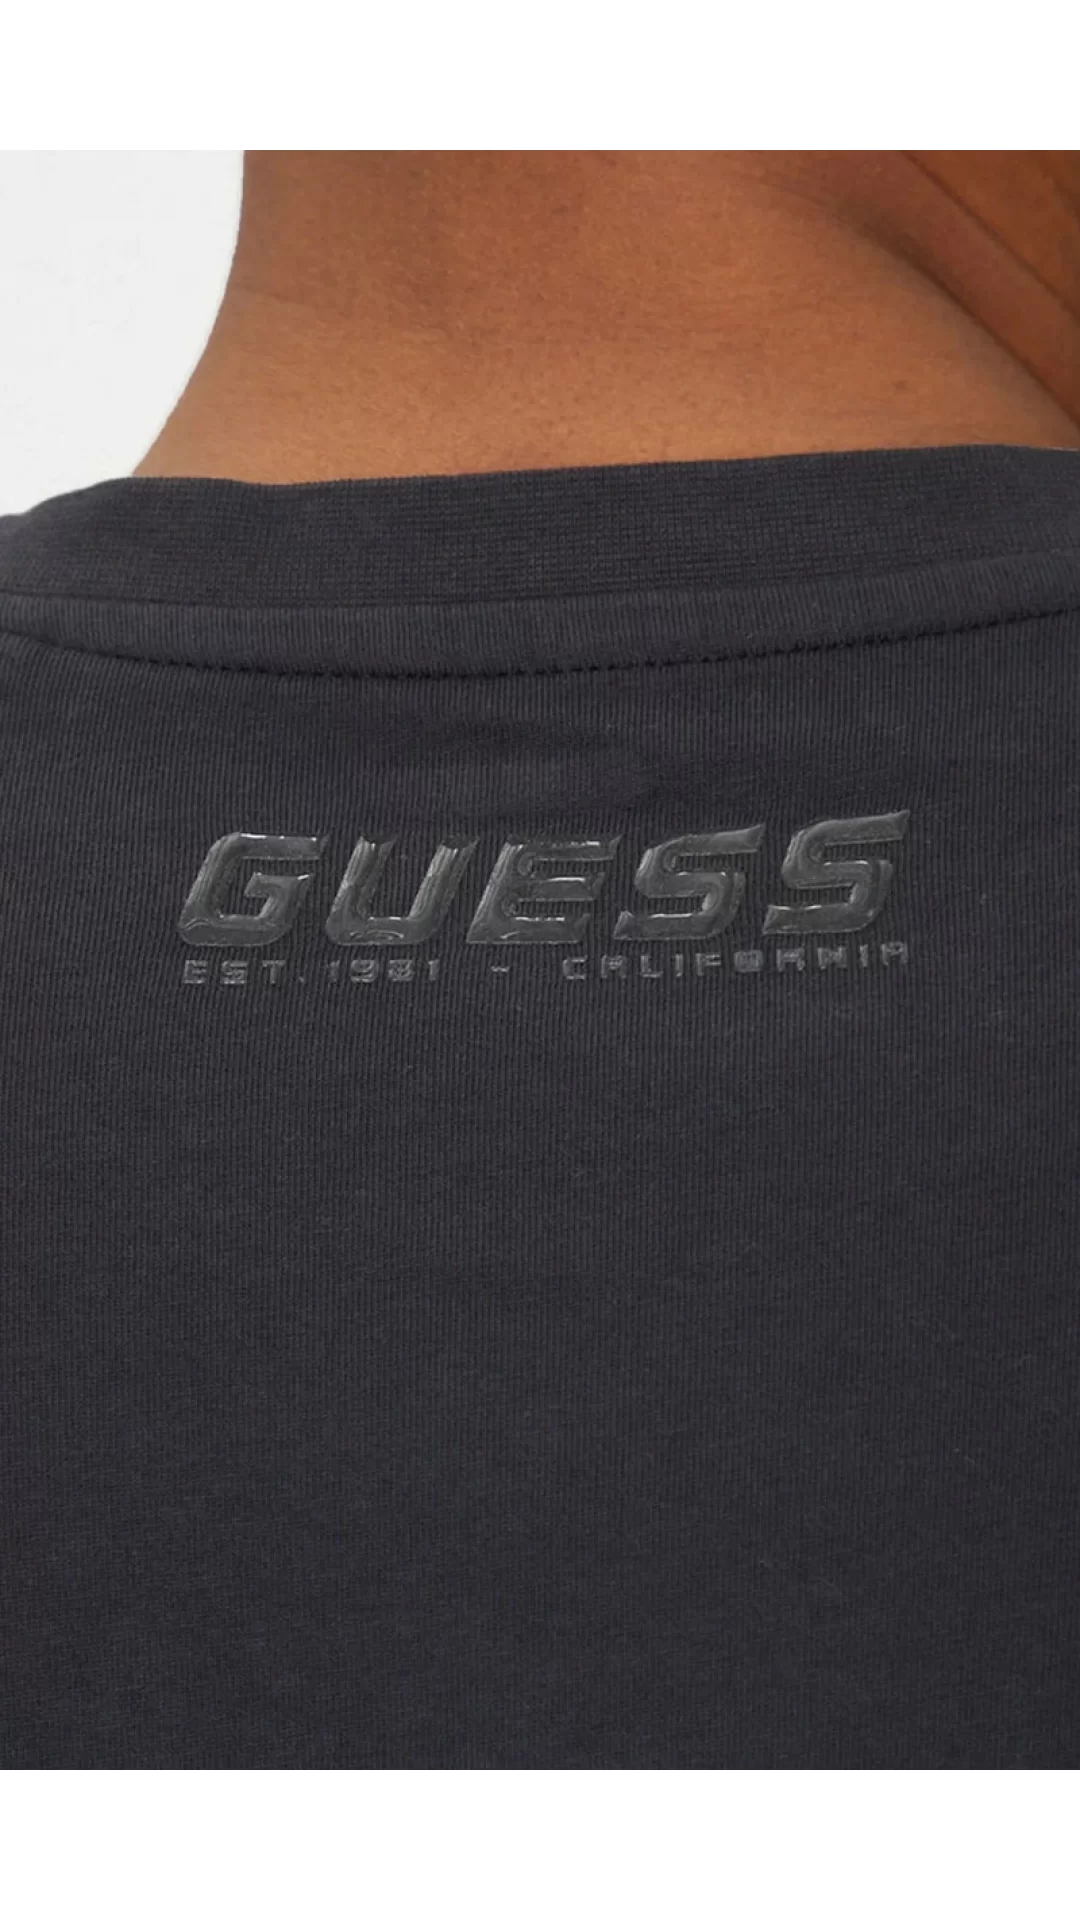 GUESS
EST. 1981 - CALIFORNIA